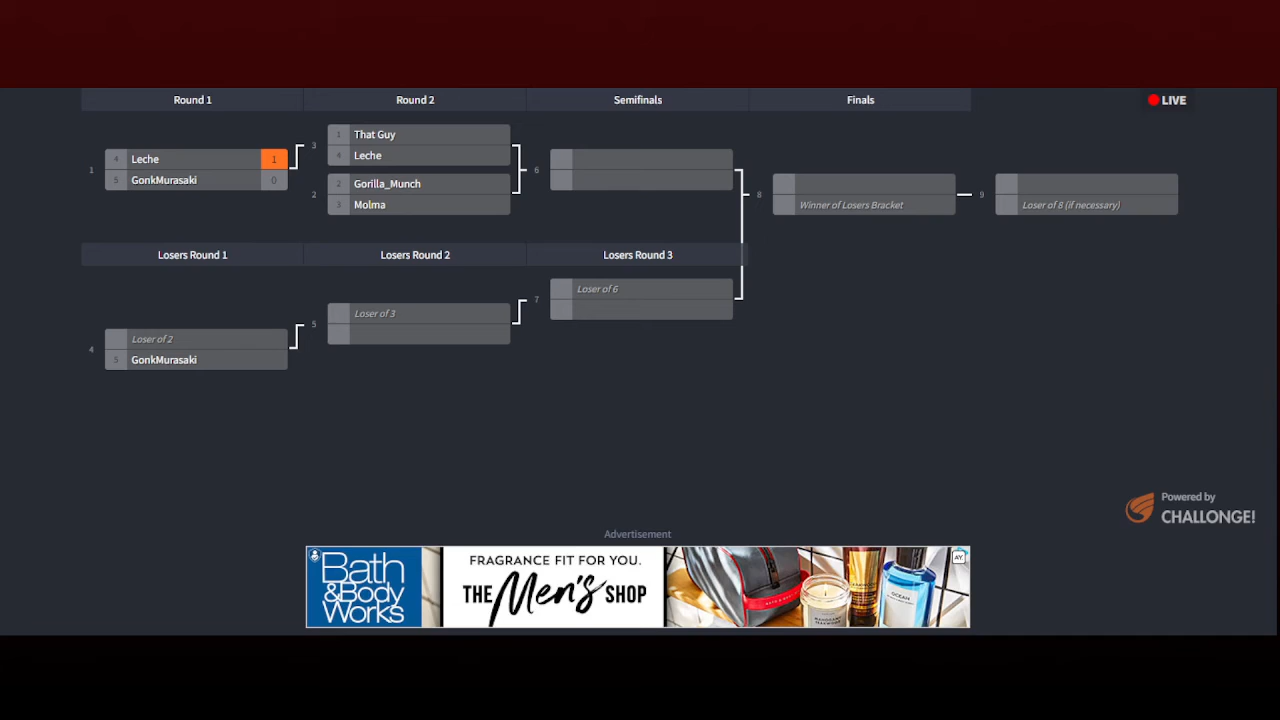 Round 1
Round 2
Semifinals
Finals
LIVE
1
4 Leche 1
5 GonkMurasaki 0
3
1 That Guy
4 Leche
2
2 Gorilla_Munch
3 Molma
6
8
Winner of Losers Bracket
9
Loser of 8 (if necessary)
Losers Round 1
Losers Round 2
Losers Round 3
4
Loser of 2
5 GonkMurasaki
5
Loser of 3
7
Loser of 6
Powered by
CHALLONGE!
Advertisement
Bath
& Body
Works
FRAGRANCE FIT FOR YOU.
THE Men's SHOP
OCEAN